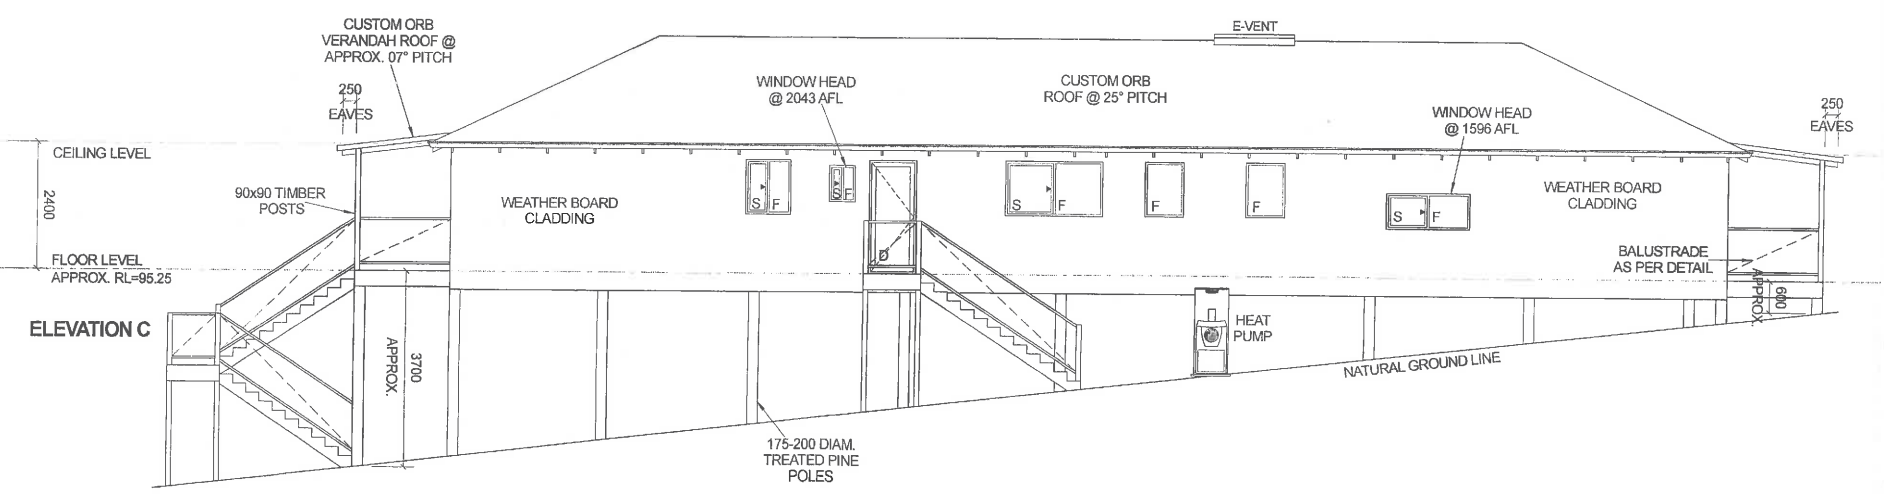 CUSTOM ORB
VERANDAH ROOF @
APPROX. 07° PITCH
E-VENT
250
EAVES
WINDOW HEAD
@ 2043 AFL
CUSTOM ORB
ROOF @ 25° PITCH
WINDOW HEAD
@ 1596 AFL
250
EAVES
CEILING LEVEL
2400
90x90 TIMBER
POSTS
WEATHER BOARD
CLADDING
S F
S F
D
S F
F
F
S F
WEATHER BOARD
CLADDING
FLOOR LEVEL
APPROX. RL=95.25
BALUSTRADE
AS PER DETAIL
600
APPROX.
ELEVATION C
3700
APPROX.
HEAT
PUMP
NATURAL GROUND LINE
175-200 DIAM.
TREATED PINE
POLES